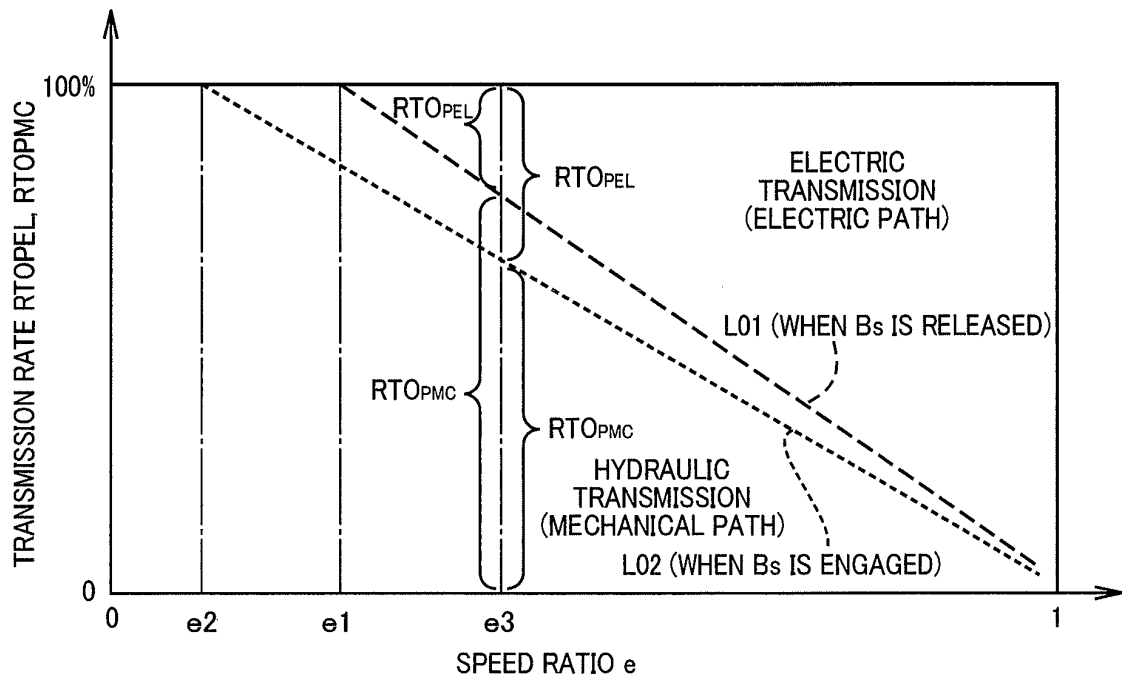 TRANSMISSION RATE RTOPEL, RTOPMC
100%
RTOPEL
RTOPEL
ELECTRIC
TRANSMISSION
(ELECTRIC PATH)
L01 (WHEN Bs IS RELEASED)
RTOPMC
RTOPMC
HYDRAULIC
TRANSMISSION
(MECHANICAL PATH)
L02 (WHEN Bs IS ENGAGED)
0
0
e2
e1
e3
1
SPEED RATIO e